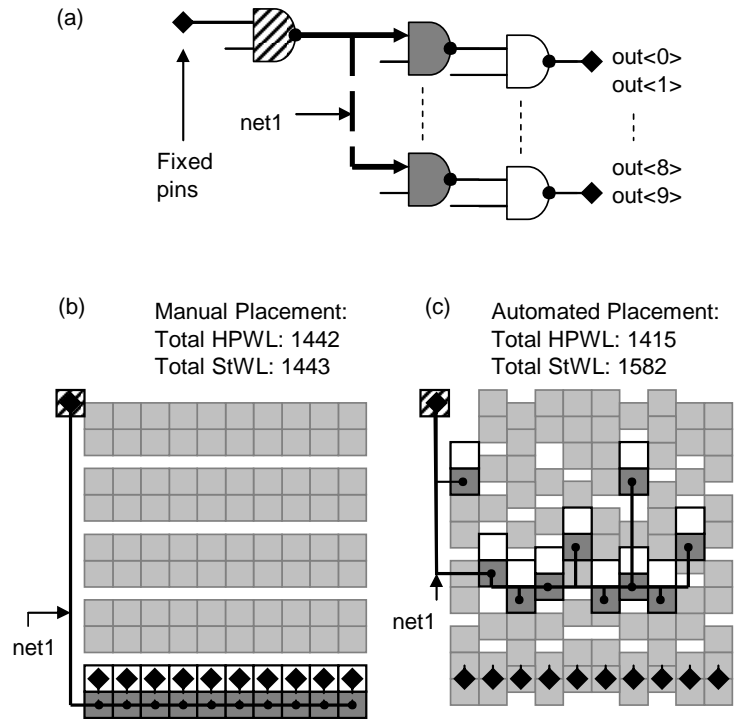 (a)
out<0>
out<1>
net1
Fixed
pins
out<8>
out<9>
(b)
Manual Placement:
Total HPWL: 1442
Total StWL: 1443
net1
(c)
Automated Placement:
Total HPWL: 1415
Total StWL: 1582
net1